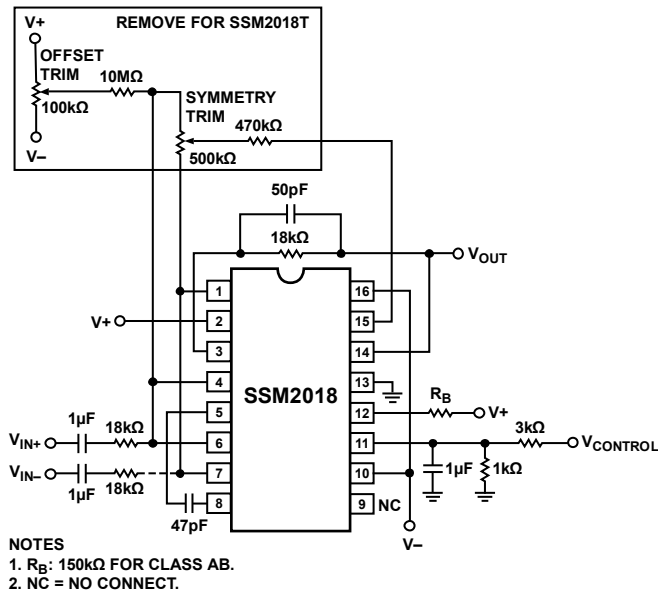 V+
REMOVE FOR SSM2018T
OFFSET
TRIM
10MΩ
100kΩ
SYMMETRY
TRIM
470kΩ
500kΩ
V–
50pF
18kΩ
VOUT
1
16
V+
2
15
3
14
4
13
SSM2018
5
12
RB
V+
1µF
18kΩ
3kΩ
VIN+
6
11
VCONTROL
VIN–
7
10
1µF
1kΩ
1µF
18kΩ
8
9
NC
47pF
V–
NOTES
1. RB: 150kΩ FOR CLASS AB.
2. NC = NO CONNECT.